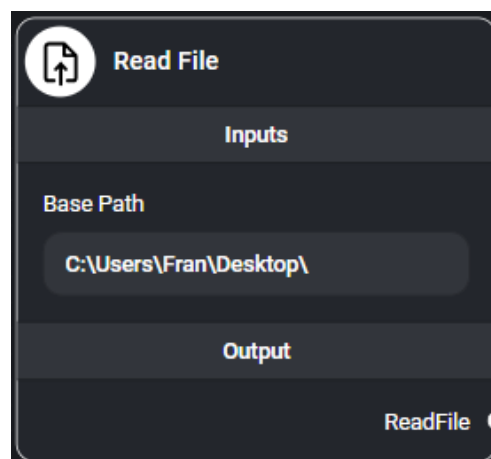 Read File
Inputs
Base Path
C:\Users\Fran\Desktop\
Output
ReadFile